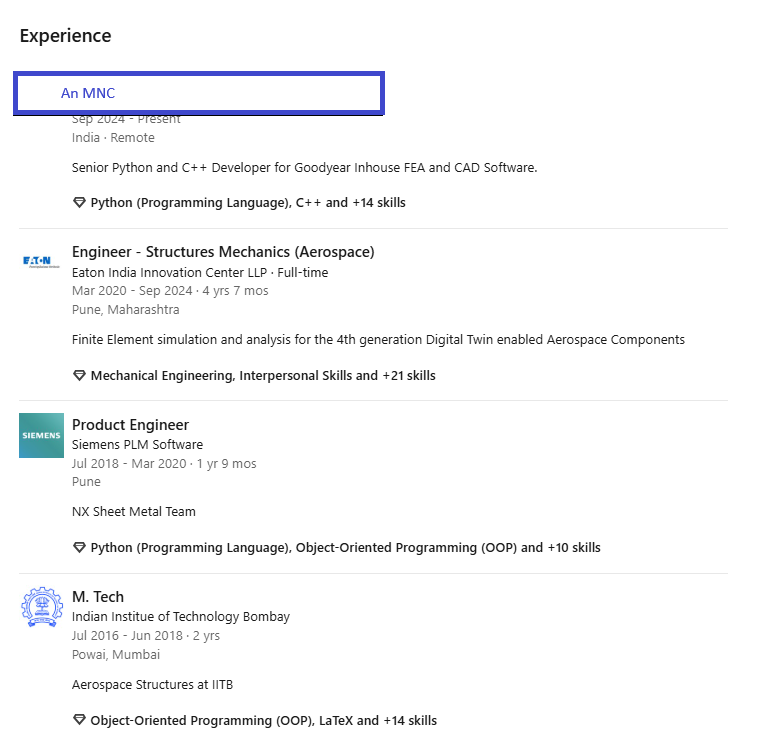 Experience
An MNC
Sep 2024 - Present
India · Remote
Senior Python and C++ Developer for Goodyear Inhouse FEA and CAD Software.
Python (Programming Language), C++ and +14 skills
EATON
Engineer - Structures Mechanics (Aerospace)
Eaton India Innovation Center LLP · Full-time
Mar 2020 - Sep 2024 · 4 yrs 7 mos
Pune, Maharashtra
Finite Element simulation and analysis for the 4th generation Digital Twin enabled Aerospace Components
Mechanical Engineering, Interpersonal Skills and +21 skills
SIEMENS
Product Engineer
Siemens PLM Software
Jul 2018 - Mar 2020 · 1 yr 9 mos
Pune
NX Sheet Metal Team
Python (Programming Language), Object-Oriented Programming (OOP) and +10 skills
M. Tech
Indian Institue of Technology Bombay
Jul 2016 - Jun 2018 · 2 yrs
Powai, Mumbai
Aerospace Structures at IITB
Object-Oriented Programming (OOP), LaTeX and +14 skills